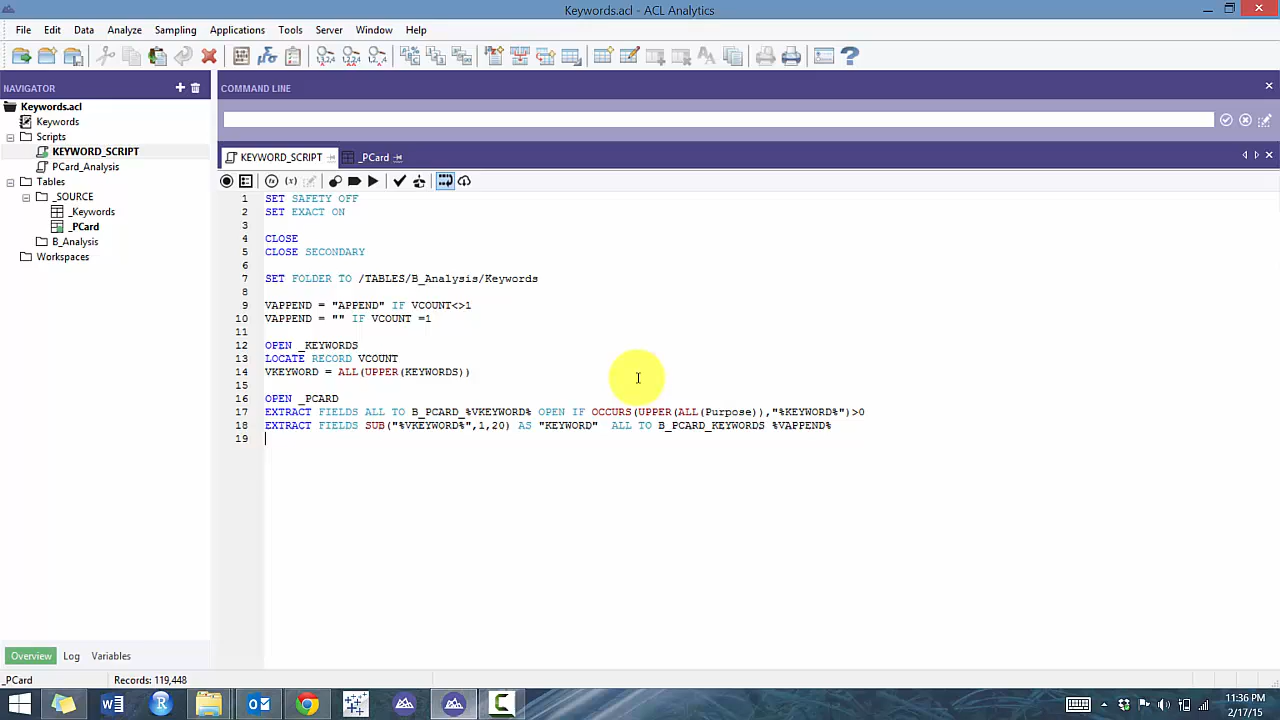 Keywords.acl - ACL Analytics
File Edit Data Analyze Sampling Applications Tools Server Window Help
NAVIGATOR
COMMAND LINE
Keywords.acl
Keywords
Scripts
KEYWORD_SCRIPT
PCard_Analysis
Tables
_SOURCE
_Keywords
_PCard
B_Analysis
Workspaces
KEYWORD_SCRIPT _PCard
1 SET SAFETY OFF
2 SET EXACT ON
3
4 CLOSE
5 CLOSE SECONDARY
6
7 SET FOLDER TO /TABLES/B_Analysis/Keywords
8
9 VAPPEND = "APPEND" IF VCOUNT<>1
10 VAPPEND = "" IF VCOUNT =1
11
12 OPEN _KEYWORDS
13 LOCATE RECORD VCOUNT
14 VKEYWORD = ALL(UPPER(KEYWORDS))
15
16 OPEN _PCARD
17 EXTRACT FIELDS ALL TO B_PCARD_%VKEYWORD% OPEN IF OCCURS(UPPER(ALL(Purpose)),"%KEYWORD%")>0
18 EXTRACT FIELDS SUB("%VKEYWORD%",1,20) AS "KEYWORD"  ALL TO B_PCARD_KEYWORDS %VAPPEND%
19
Overview Log Variables
_PCard Records: 119,448
11:36 PM
2/17/15